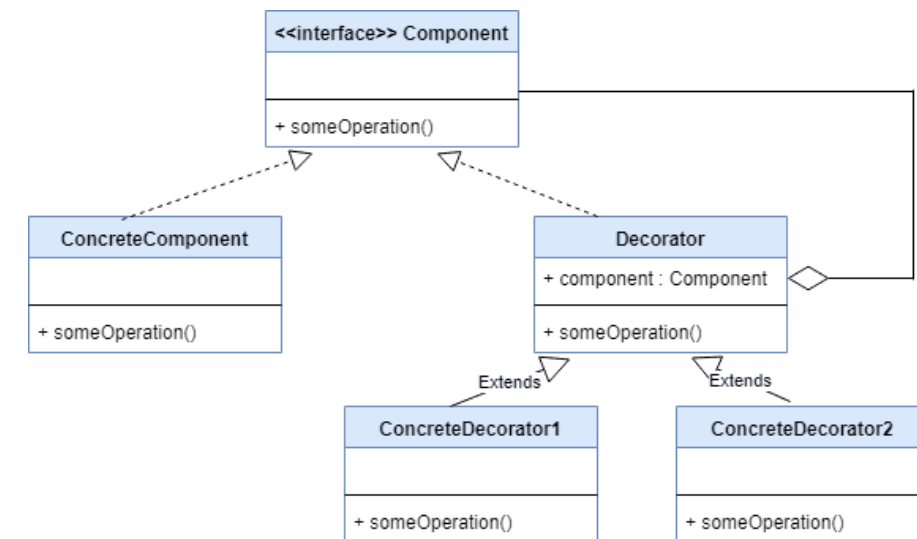 <<interface>> Component
+ someOperation()
ConcreteComponent
+ someOperation()
Decorator
+ component : Component
+ someOperation()
Extends
Extends
ConcreteDecorator1
+ someOperation()
ConcreteDecorator2
+ someOperation()